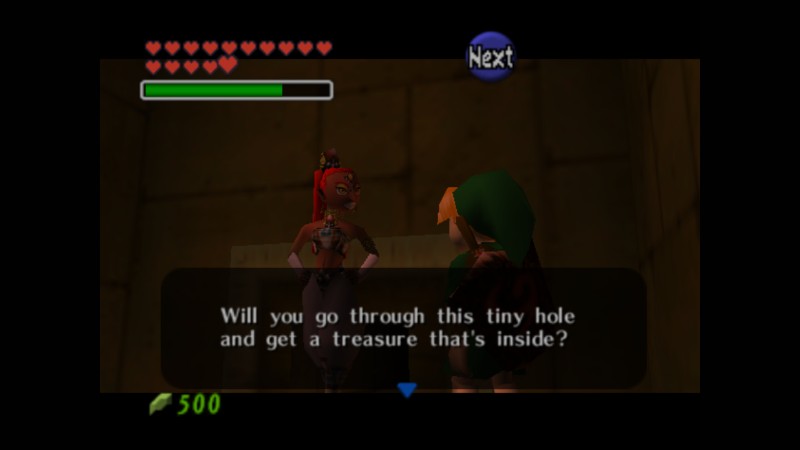 Next
Will you go through this tiny hole
and get a treasure that's inside?
500